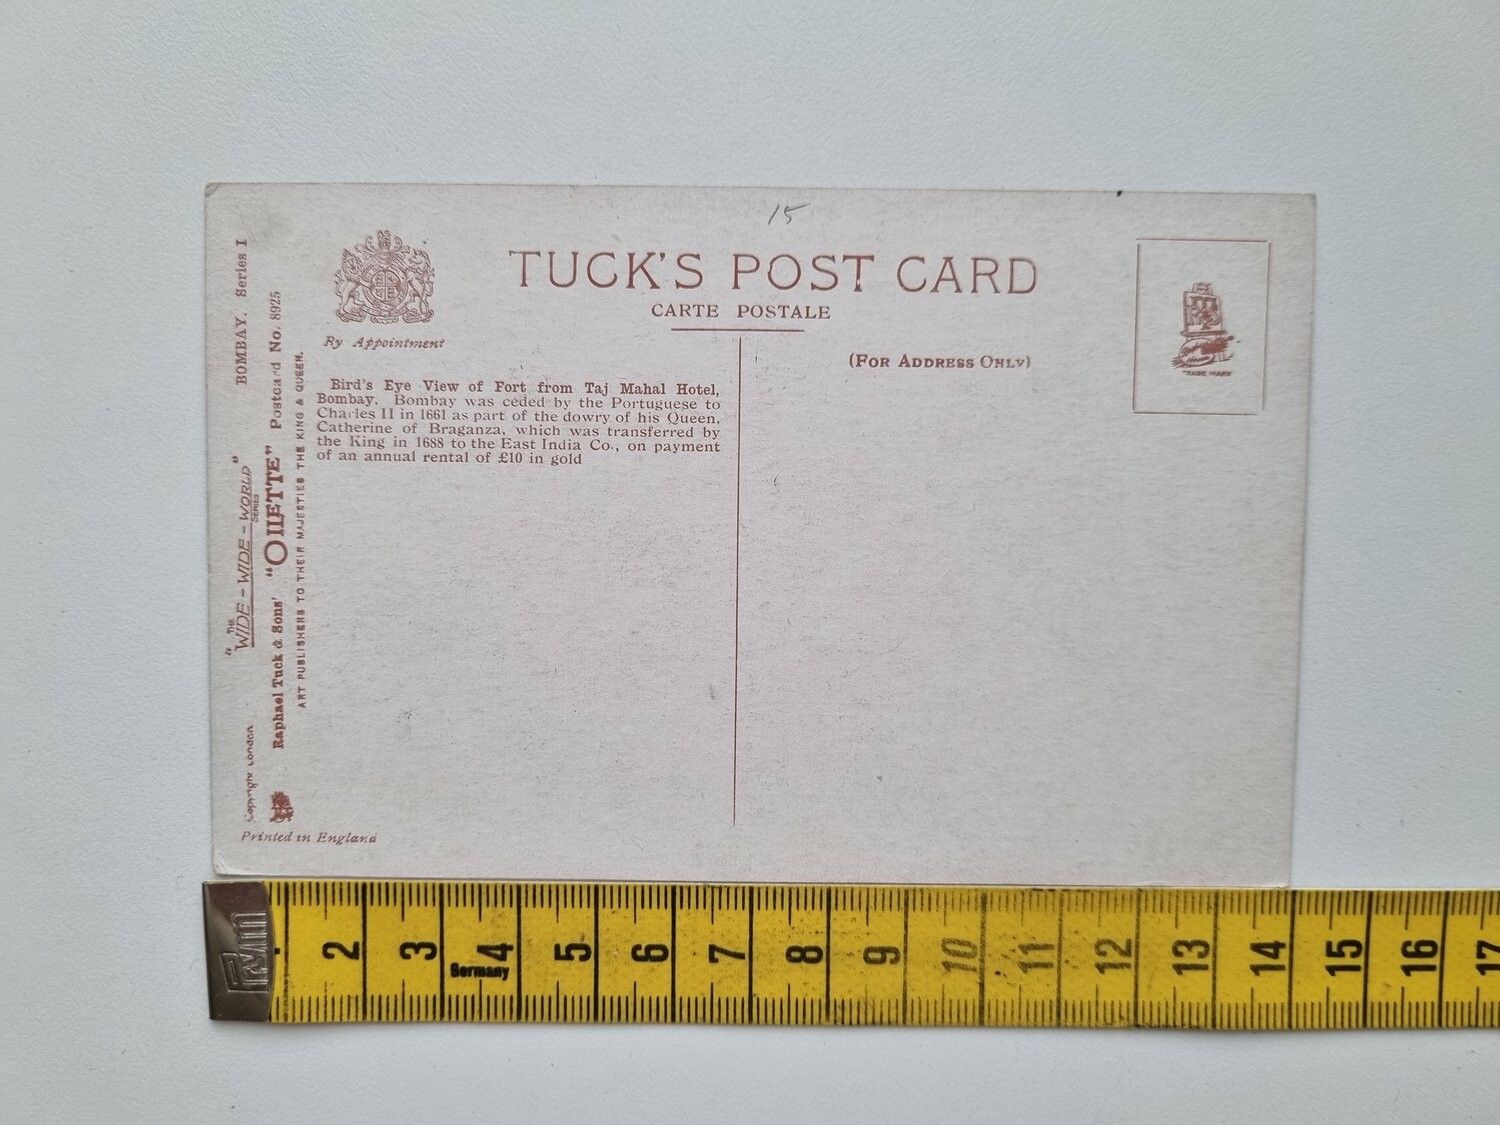 15
TUCK'S POST CARD
CARTE POSTALE
By Appointment
(FOR ADDRESS ONLY)
TRADE MARK
Bird's Eye View of Fort from Taj Mahal Hotel,
Bombay. Bombay was ceded by the Portuguese to
Charles II in 1661 as part of the dowry of his Queen,
Catherine of Braganza, which was transferred by
the King in 1688 to the East India Co., on payment
of an annual rental of £10 in gold
BOMBAY. Series I
"THE WIDE-WIDE-WORLD" SERIES
Copyright London
Raphael Tuck & Sons' "OILETTE" Postcard No. 8925
ART PUBLISHERS TO THEIR MAJESTIES THE KING & QUEEN.
Printed in England
2 3 4 5 6 7 8 9 10 11 12 13 14 15 16 17
Germany